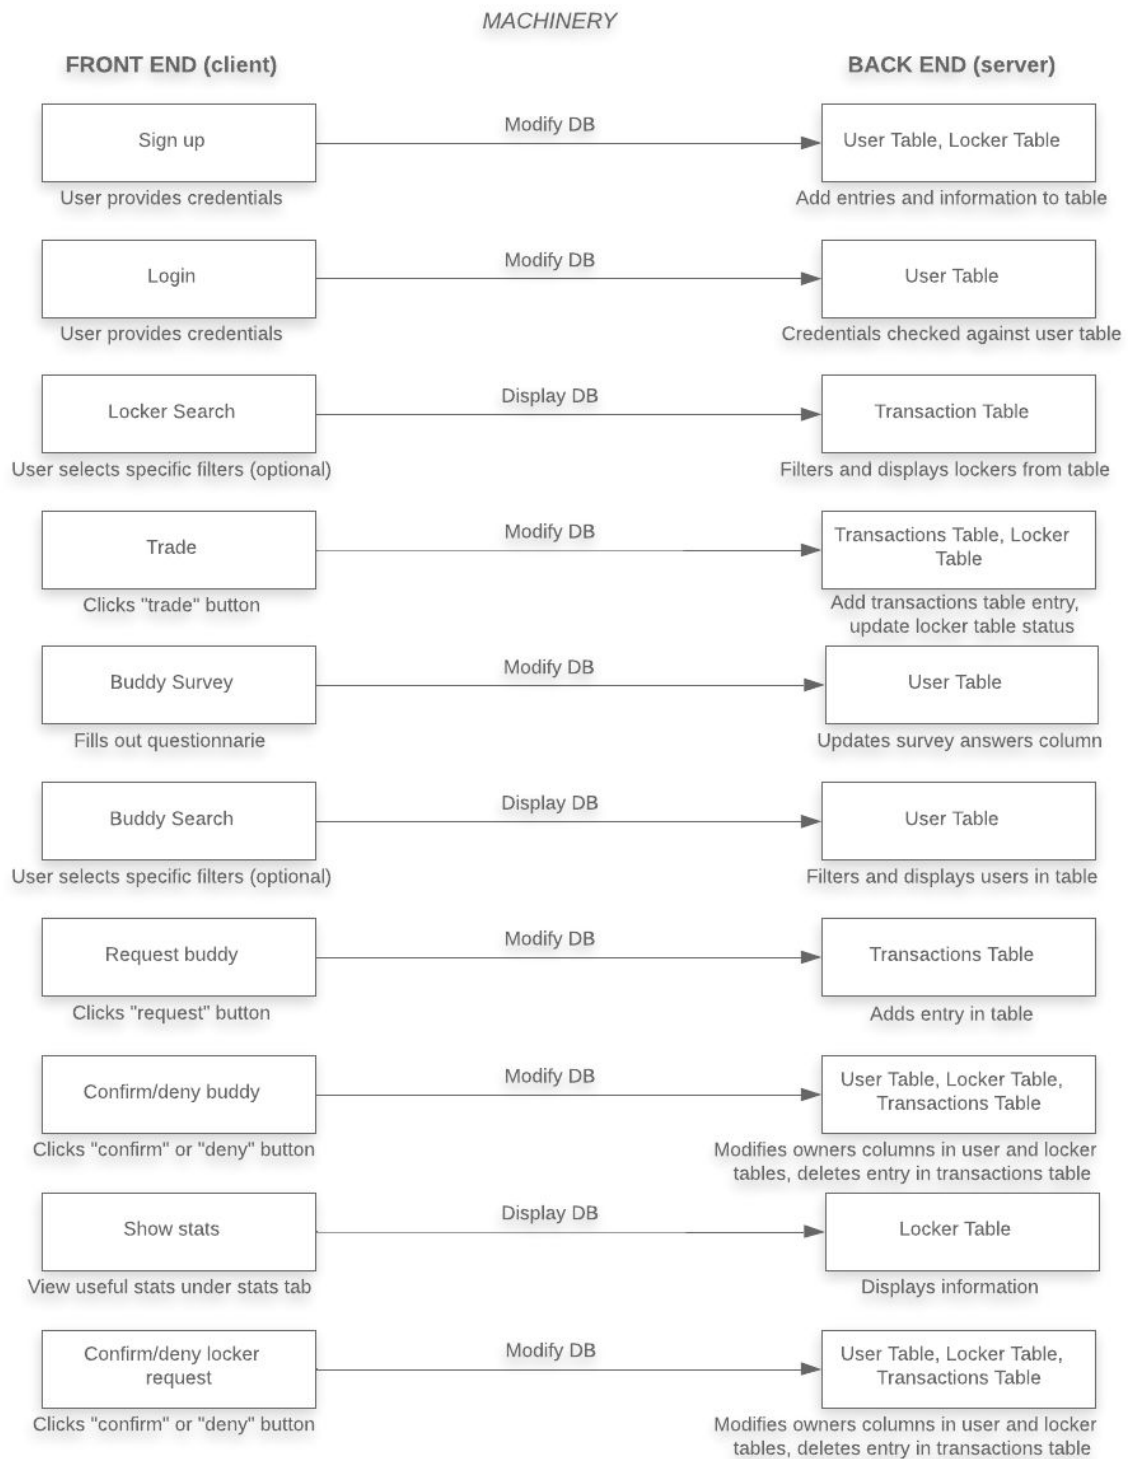 MACHINERY
FRONT END (client)
BACK END (server)
Sign up
Modify DB
User Table, Locker Table
User provides credentials
Add entries and information to table
Login
Modify DB
User Table
User provides credentials
Credentials checked against user table
Locker Search
Display DB
Transaction Table
User selects specific filters (optional)
Filters and displays lockers from table
Trade
Modify DB
Transactions Table, Locker
Table
Clicks "trade" button
Add transactions table entry,
update locker table status
Buddy Survey
Modify DB
User Table
Fills out questionnarie
Updates survey answers column
Buddy Search
Display DB
User Table
User selects specific filters (optional)
Filters and displays users in table
Request buddy
Modify DB
Transactions Table
Clicks "request" button
Adds entry in table
Confirm/deny buddy
Modify DB
User Table, Locker Table,
Transactions Table
Clicks "confirm" or "deny" button
Modifies owners columns in user and locker
tables, deletes entry in transactions table
Show stats
Display DB
Locker Table
View useful stats under stats tab
Displays information
Confirm/deny locker
request
Modify DB
User Table, Locker Table,
Transactions Table
Clicks "confirm" or "deny" button
Modifies owners columns in user and locker
tables, deletes entry in transactions table